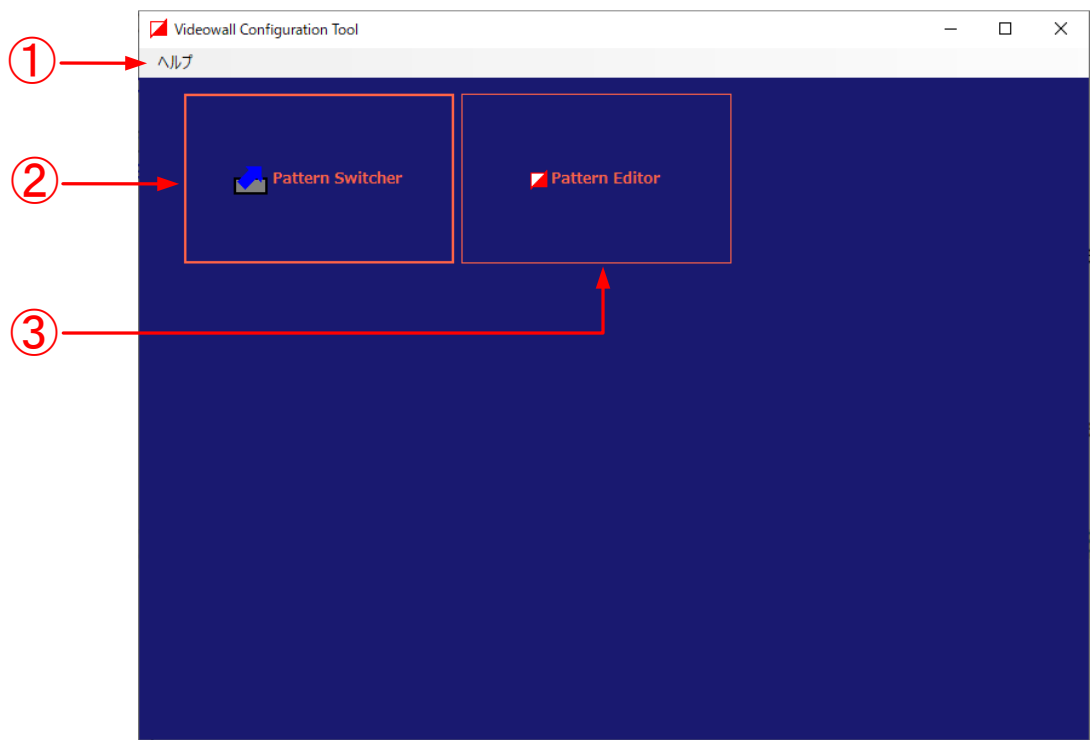 Videowall Configuration Tool
① ヘルプ
② Pattern Switcher Pattern Editor
③